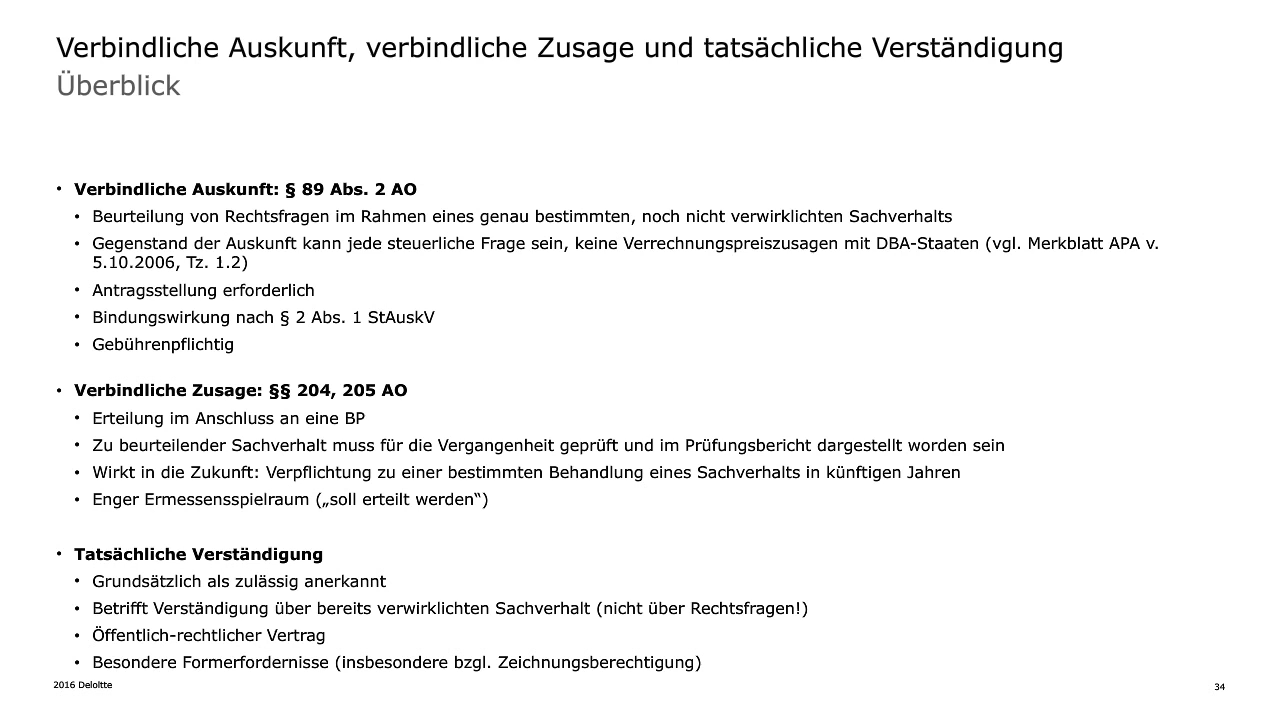 Verbindliche Auskunft, verbindliche Zusage und tatsächliche Verständigung
Überblick
• Verbindliche Auskunft: § 89 Abs. 2 AO
• Beurteilung von Rechtsfragen im Rahmen eines genau bestimmten, noch nicht verwirklichten Sachverhalts
• Gegenstand der Auskunft kann jede steuerliche Frage sein, keine Verrechnungspreiszusagen mit DBA-Staaten (vgl. Merkblatt APA v.
5.10.2006, Tz. 1.2)
• Antragsstellung erforderlich
• Bindungswirkung nach § 2 Abs. 1 StAuskV
• Gebührenpflichtig
• Verbindliche Zusage: §§ 204, 205 AO
• Erteilung im Anschluss an eine BP
• Zu beurteilender Sachverhalt muss für die Vergangenheit geprüft und im Prüfungsbericht dargestellt worden sein
• Wirkt in die Zukunft: Verpflichtung zu einer bestimmten Behandlung eines Sachverhalts in künftigen Jahren
• Enger Ermessensspielraum („soll erteilt werden“)
• Tatsächliche Verständigung
• Grundsätzlich als zulässig anerkannt
• Betrifft Verständigung über bereits verwirklichten Sachverhalt (nicht über Rechtsfragen!)
• Öffentlich-rechtlicher Vertrag
• Besondere Formerfordernisse (insbesondere bzgl. Zeichnungsberechtigung)
2016 Deloitte
34